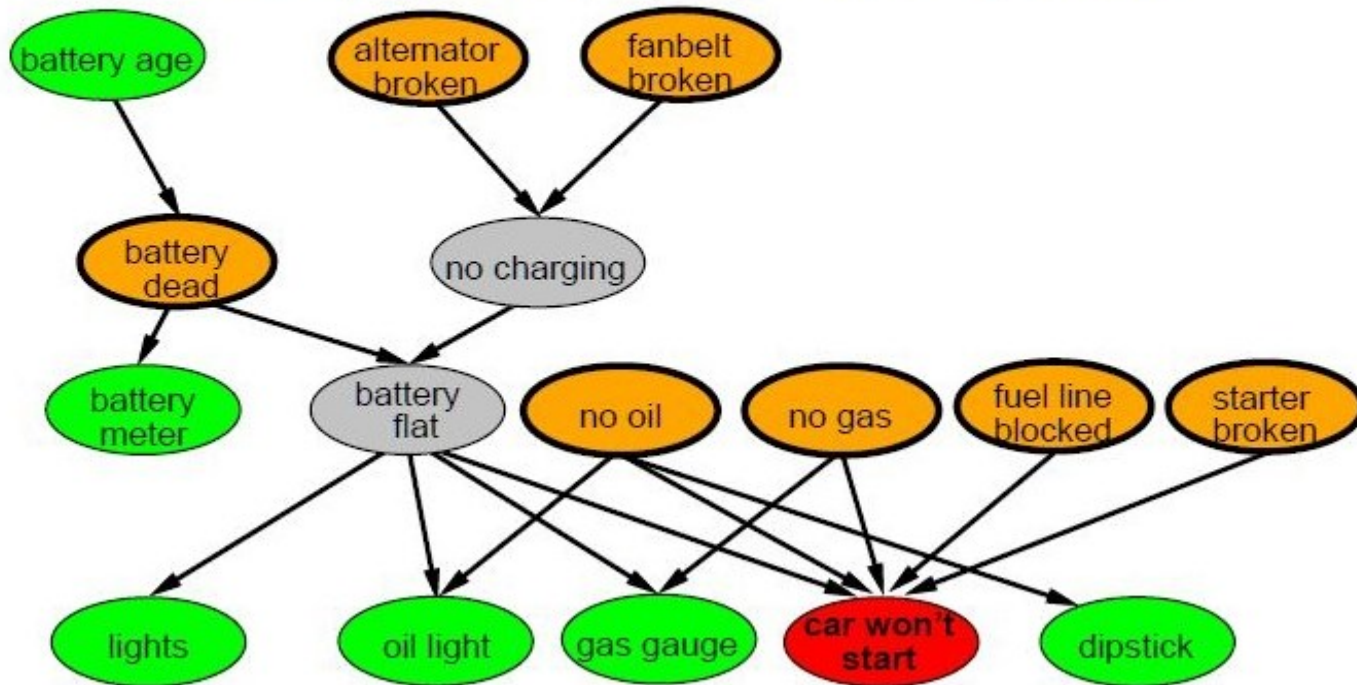 battery age
alternator
broken
fanbelt
broken
battery
dead
no charging
battery
meter
battery
flat
no oil
no gas
fuel line
blocked
starter
broken
lights
oil light
gas gauge
car won't
start
dipstick